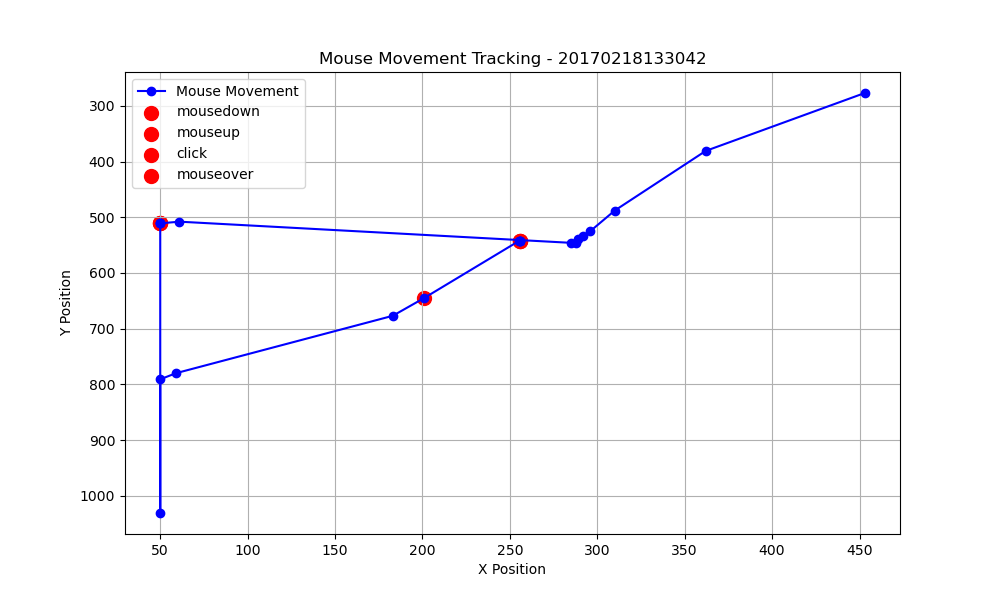 Mouse Movement Tracking - 20170218133042
Mouse Movement
mousedown
mouseup
click
mouseover
300
400
500
600
700
800
900
1000
Y Position
50 100 150 200 250 300 350 400 450
X Position